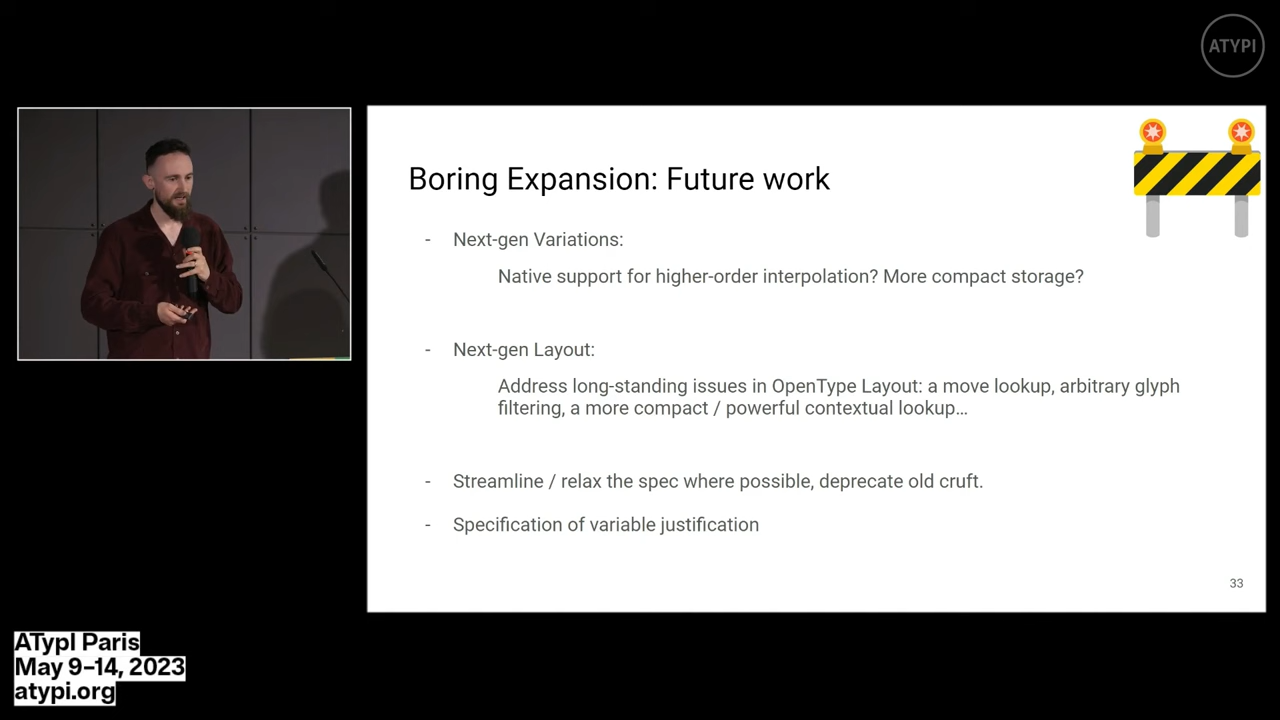 ATYPI
Boring Expansion: Future work
- Next-gen Variations:
Native support for higher-order interpolation? More compact storage?
- Next-gen Layout:
Address long-standing issues in OpenType Layout: a move lookup, arbitrary glyph
filtering, a more compact / powerful contextual lookup…
- Streamline / relax the spec where possible, deprecate old cruft.
- Specification of variable justification
33
ATypI Paris
May 9–14, 2023
atypi.org